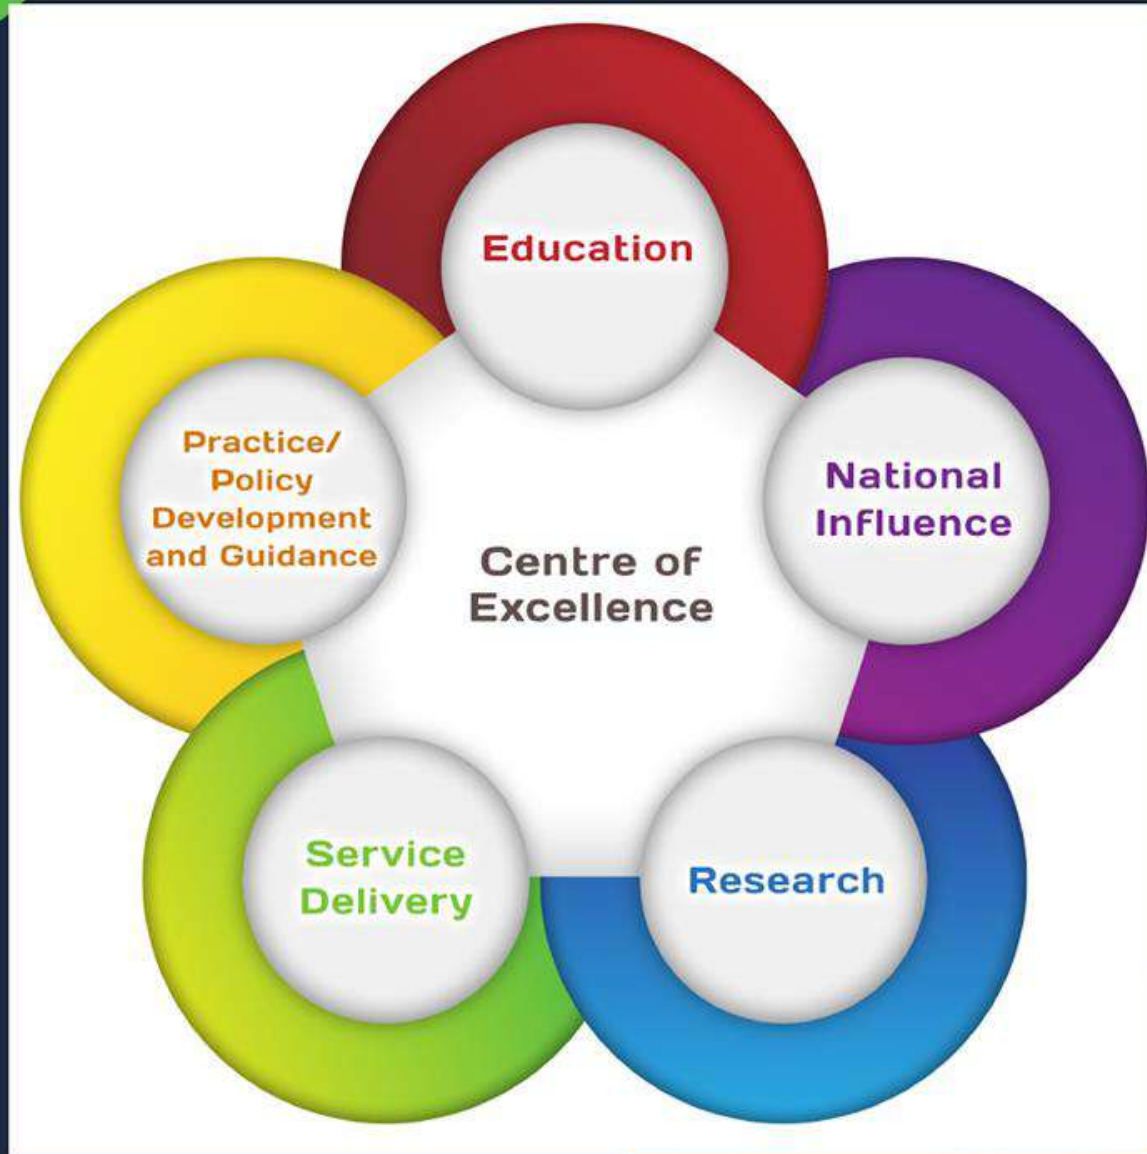 Education
National
Influence
Practice/
Policy
Development
and Guidance
Centre of
Excellence
Service
Delivery
Research